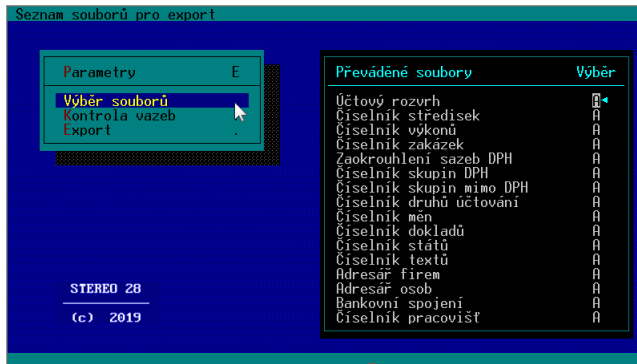 Seznam souborů pro export
Parametry E
Výběr souborů
Kontrola vazeb .
Export .
STEREO 28
(c) 2019
Převáděné soubory Výběr
Účtový rozvrh A
Číselník středisek A
Číselník výkonů A
Číselník zakázek A
Zaokrouhlení sazeb DPH A
Číselník skupin DPH A
Číselník skupin mimo DPH A
Číselník druhů účtování A
Číselník měn A
Číselník dokladů A
Číselník států A
Číselník textů A
Adresář firem A
Adresář osob A
Bankovní spojení A
Číselník pracovišť A